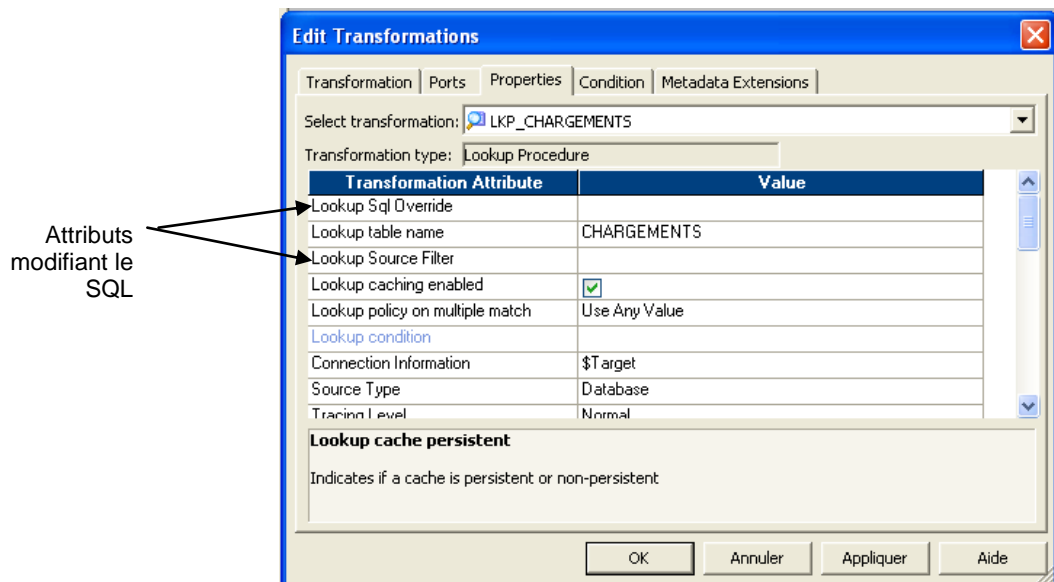 Edit Transformations
Transformation Ports Properties Condition Metadata Extensions
Select transformation: LKP_CHARGEMENTS
Transformation type: Lookup Procedure
Transformation Attribute Value
Lookup Sql Override
Lookup table name CHARGEMENTS
Lookup Source Filter
Lookup caching enabled
Lookup policy on multiple match Use Any Value
Lookup condition
Connection Information $Target
Source Type Database
Tracing Level Normal
Lookup cache persistent
Indicates if a cache is persistent or non-persistent
OK Annuler Appliquer Aide
Attributs
modifiant le
SQL